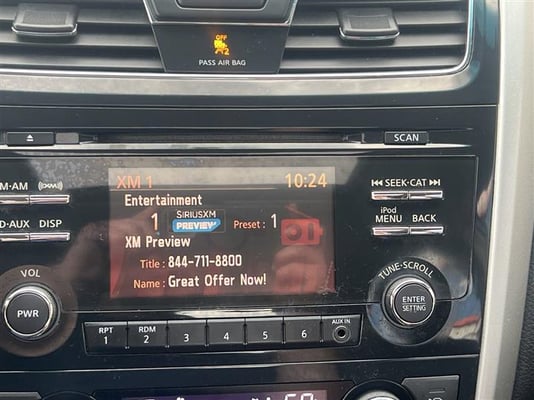 OFF
2
PASS AIR BAG
SCAN
M·AM ((XM))
SEEK·CAT
D·AUX DISP
iPod
MENU BACK
XM 1 10:24
Entertainment
1 SIRIUSXM Preset: 1
PREVIEW
XM Preview
Title : 844-711-8800
Name : Great Offer Now!
VOL
PWR
TUNE·SCROLL
ENTER
SETTING
RPT RDM AUX IN
1 2 3 4 5 6